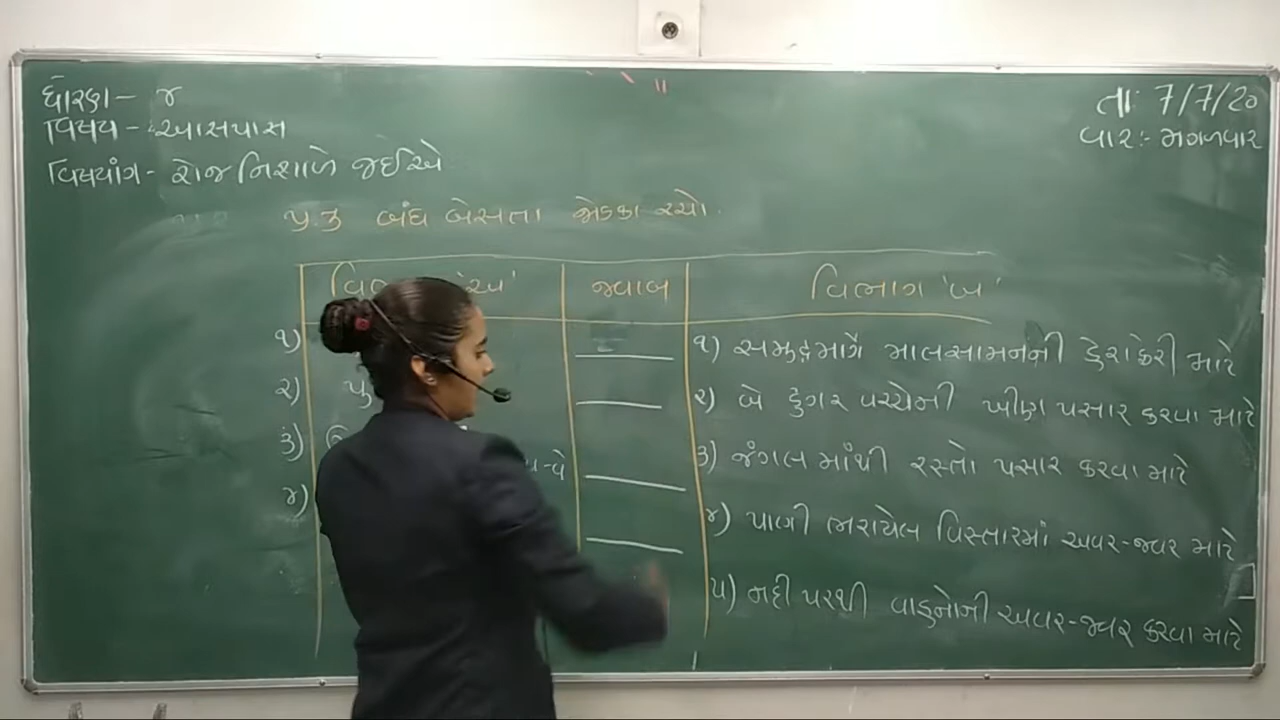 ધોરણ - ૪
તા: 7/7/20
વિષય - આસપાસ
વાર:- મગળવાર
વિષયાંગ - રોજ નિશાળે જઈએ
પ્ર.૩ બંધ બેસતા જોડકા રચો.
જવાબ
વિભાગ 'બ'
૧)
૧) સમુદ્રમાર્ગે માલસામનની હેરાફેરી માટે
૨) પુ
૨) બે ડુંગર વચ્ચેની ખીણ પસાર કરવા માટે
૩)
-વે
૩) જંગલ માંથી રસ્તો પસાર કરવા માટે
૪)
૪) પાણી ભરાયેલ વિસ્તારમાં અવર-જવર માટે
૫) નદી પરથી વાહનોની અવર-જવર કરવા માટે